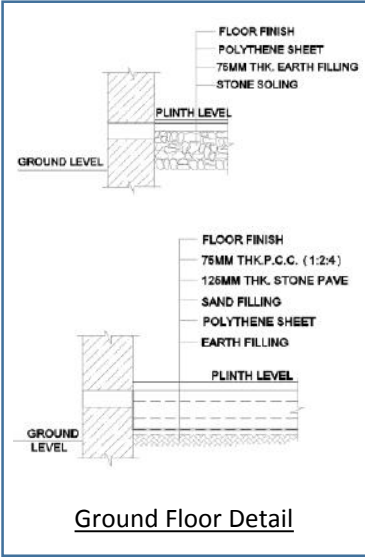 FLOOR FINISH
POLYTHENE SHEET
75MM THK. EARTH FILLING
STONE SOLING
PLINTH LEVEL
GROUND LEVEL
FLOOR FINISH
75MM THK.P.C.C. (1:2:4)
125MM THK. STONE PAVE
SAND FILLING
POLYTHENE SHEET
EARTH FILLING
PLINTH LEVEL
GROUND
LEVEL
Ground Floor Detail